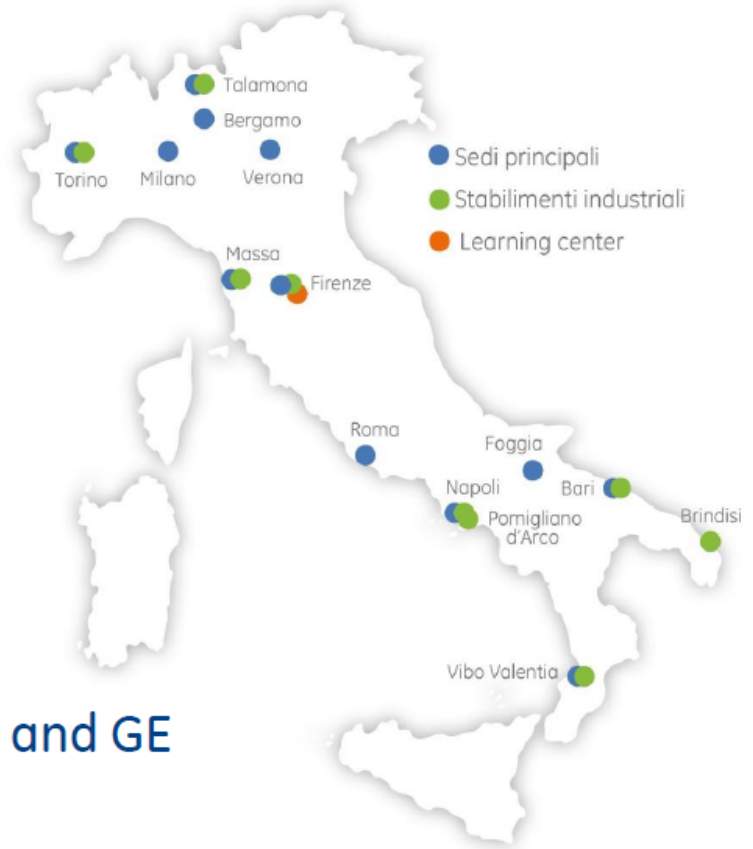 Talamona
Bergamo
Torino
Milano
Verona
Sedi principali
Stabilimenti industriali
Learning center
Massa
Firenze
Roma
Foggia
Napoli
Bari
Pomigliano
d'Arco
Brindisi
Vibo Valentia
and GE